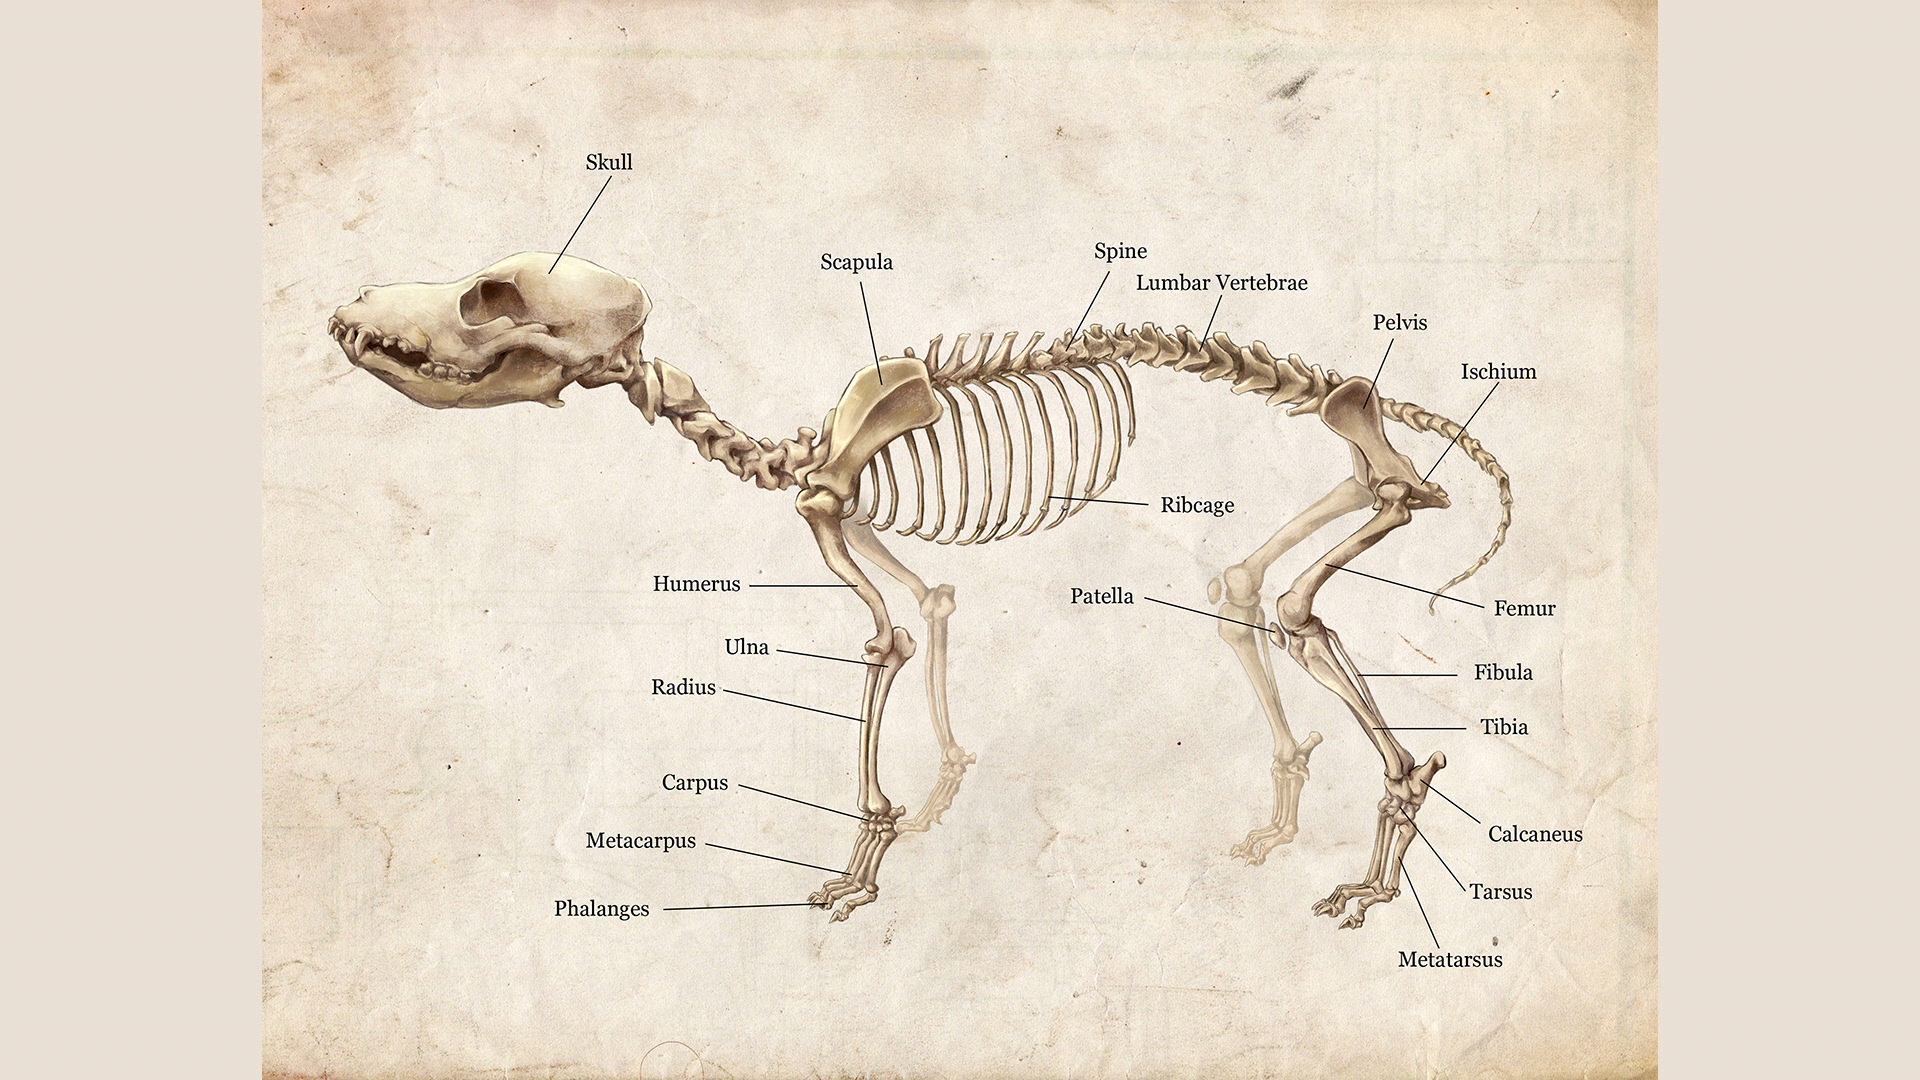 Skull
Scapula
Spine
Lumbar Vertebrae
Pelvis
Ischium
Ribcage
Humerus
Patella
Femur
Ulna
Fibula
Radius
Tibia
Carpus
Calcaneus
Metacarpus
Tarsus
Phalanges
Metatarsus